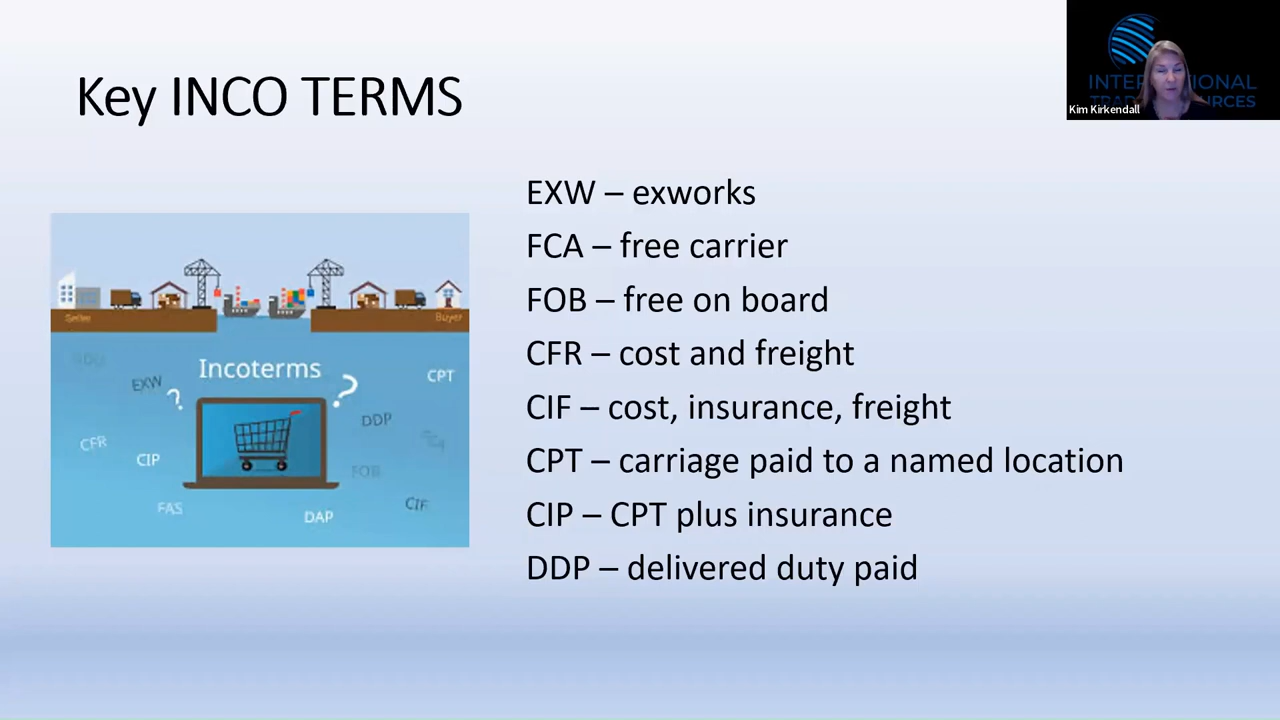 Key INCO TERMS
INTERNATIONAL
Kim Kirkendall
EXW – exworks
FCA – free carrier
FOB – free on board
CFR – cost and freight
CIF – cost, insurance, freight
CPT – carriage paid to a named location
CIP – CPT plus insurance
DDP – delivered duty paid
Seller
Buyer
Incoterms
EXW
?
?
CPT
DDP
CFR
CIP
FOB
FAS
DAP
CIF